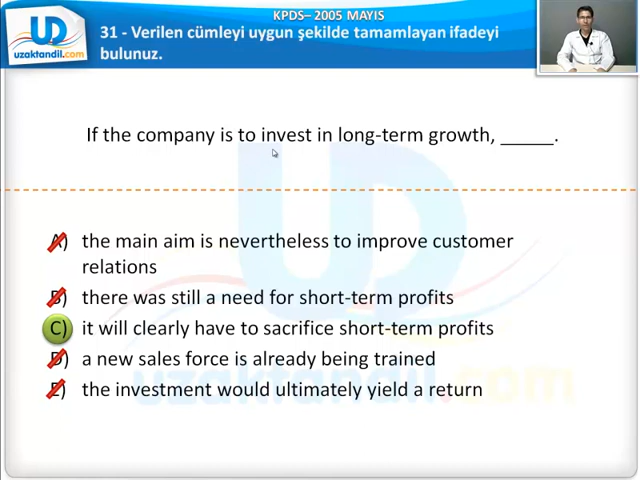 KPDS– 2005 MAYIS
31 - Verilen cümleyi uygun şekilde tamamlayan ifadeyi
bulunuz.
UD
uzaktandil.com
If the company is to invest in long-term growth, _____.
A) the main aim is nevertheless to improve customer
relations
B) there was still a need for short-term profits
C) it will clearly have to sacrifice short-term profits
D) a new sales force is already being trained
E) the investment would ultimately yield a return
UD
uzaktandil.com